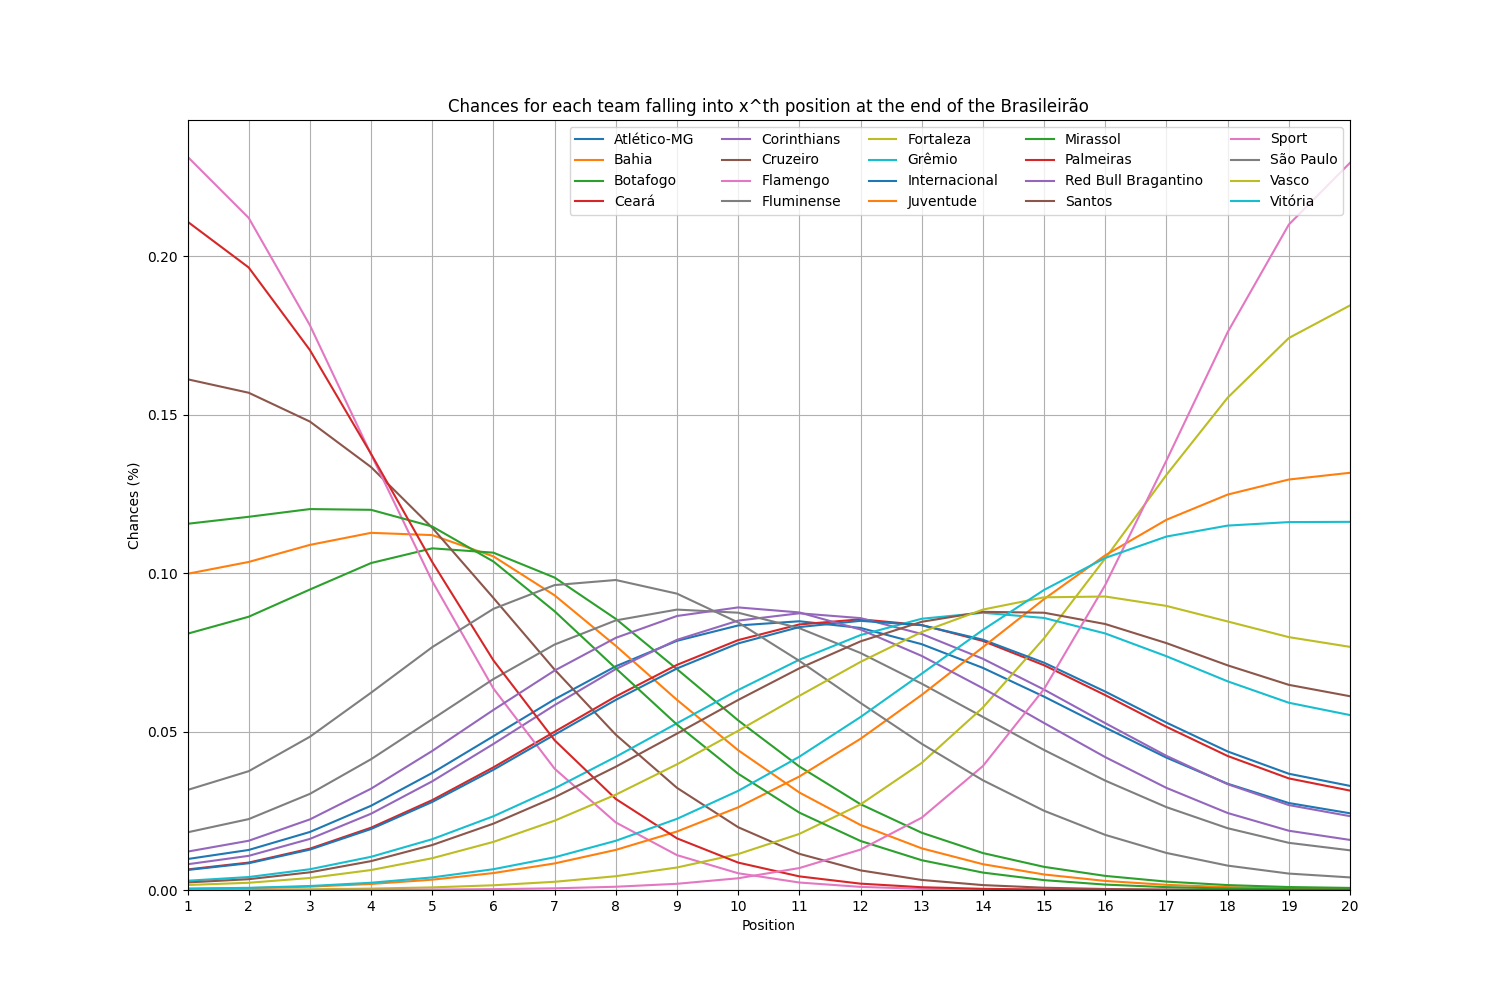 Chances for each team falling into x^th position at the end of the Brasileirão
Atlético-MG Corinthians Fortaleza Mirassol Sport
Bahia Cruzeiro Grêmio Palmeiras São Paulo
Botafogo Flamengo Internacional Red Bull Bragantino Vasco
Ceará Fluminense Juventude Santos Vitória
0.20
0.15
Chances (%)
0.10
0.05
0.00
1 2 3 4 5 6 7 8 9 10 11 12 13 14 15 16 17 18 19 20
Position